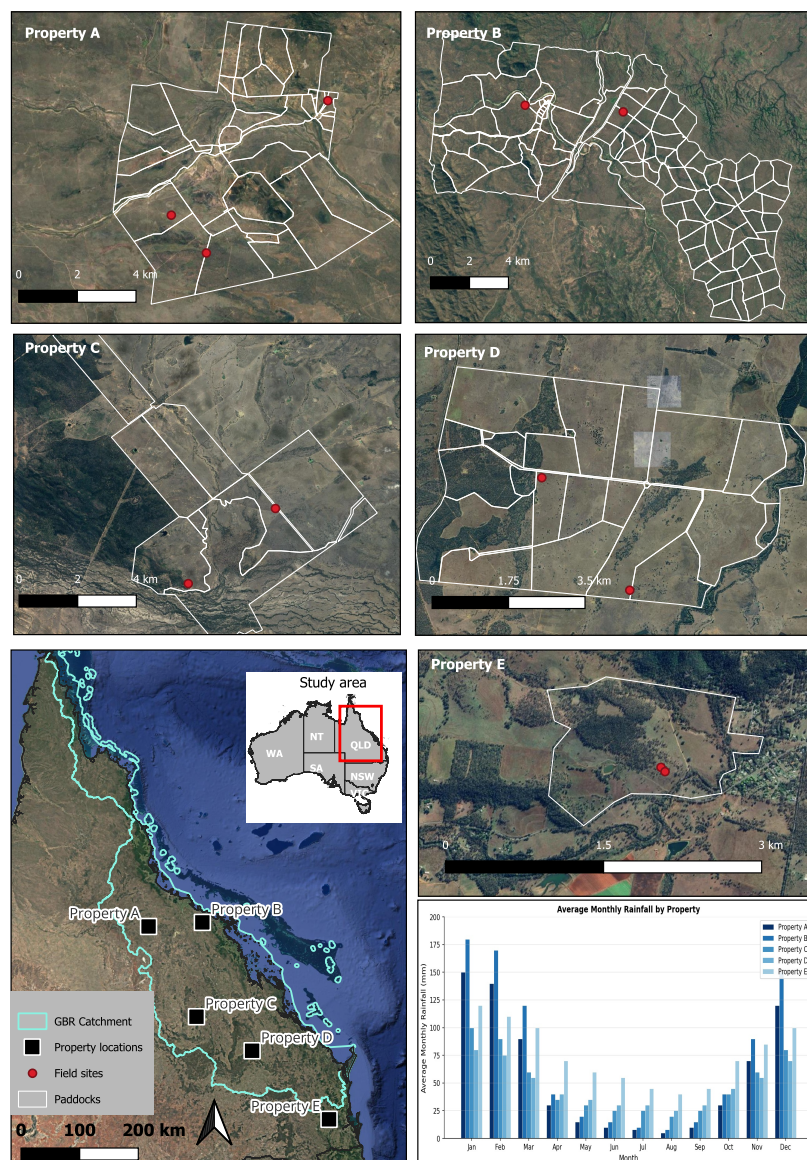 Property A
0 2 4 km
Property B
0 2 4 km
Property C
0 2 4 km
Property D
0 1.75 3.5 km
Study area
WA
NT
QLD
SA
NSW
Property A
Property B
Property C
Property D
Property E
GBR Catchment
Property locations
Field sites
Paddocks
0 100 200 km
Property E
0 1.5 3 km
Average Monthly Rainfall by Property
Average Monthly Rainfall (mm)
200
175
150
125
100
75
50
25
0
Property A
Property B
Property C
Property D
Property E
Jan Feb Mar Apr May Jun Jul Aug Sep Oct Nov Dec
Month